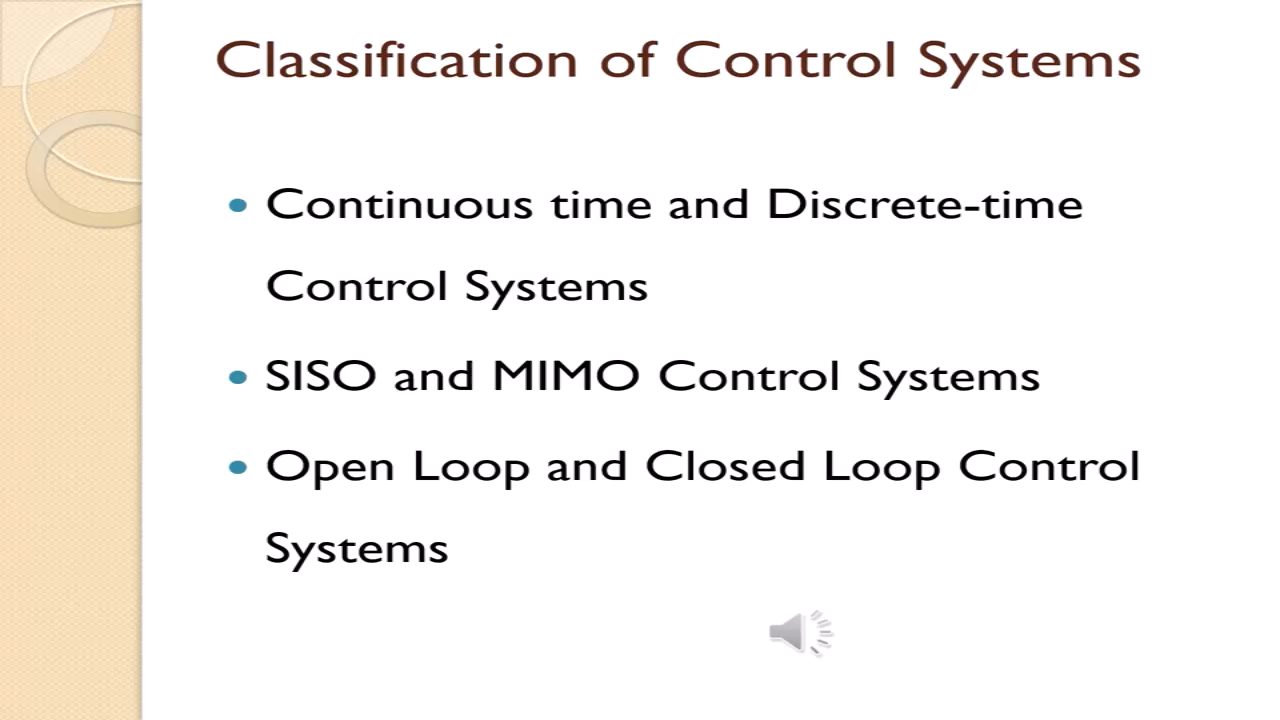 Classification of Control Systems
• Continuous time and Discrete-time
Control Systems
• SISO and MIMO Control Systems
• Open Loop and Closed Loop Control
Systems